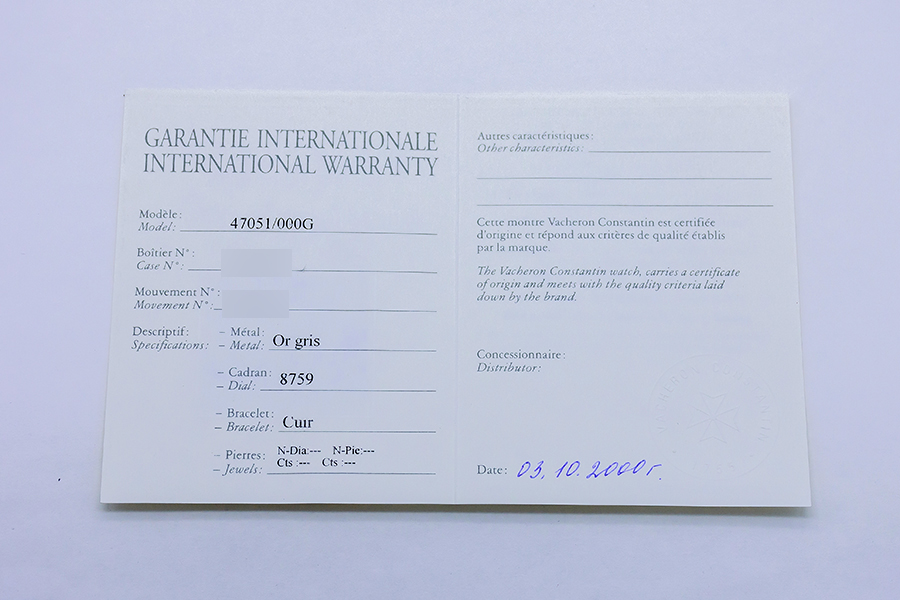 GARANTIE INTERNATIONALE
INTERNATIONAL WARRANTY
Modèle:
Model: 47051/000G
Boîtier N°:
Case N°:
Mouvement N°:
Movement N°:
Descriptif: – Métal:
Specifications: – Metal: Or gris
– Cadran:
– Dial: 8759
– Bracelet:
– Bracelet: Cuir
– Pierres: N-Dia:--- N-Pie:---
– Jewels: Cts :--- Cts :---
Autres caractéristiques:
Other characteristics:
Cette montre Vacheron Constantin est certifiée
d'origine et répond aux critères de qualité établis
par la marque.
The Vacheron Constantin watch, carries a certificate
of origin and meets with the quality criteria laid
down by the brand.
Concessionnaire:
Distributor:
Date: 03.10.2000г.